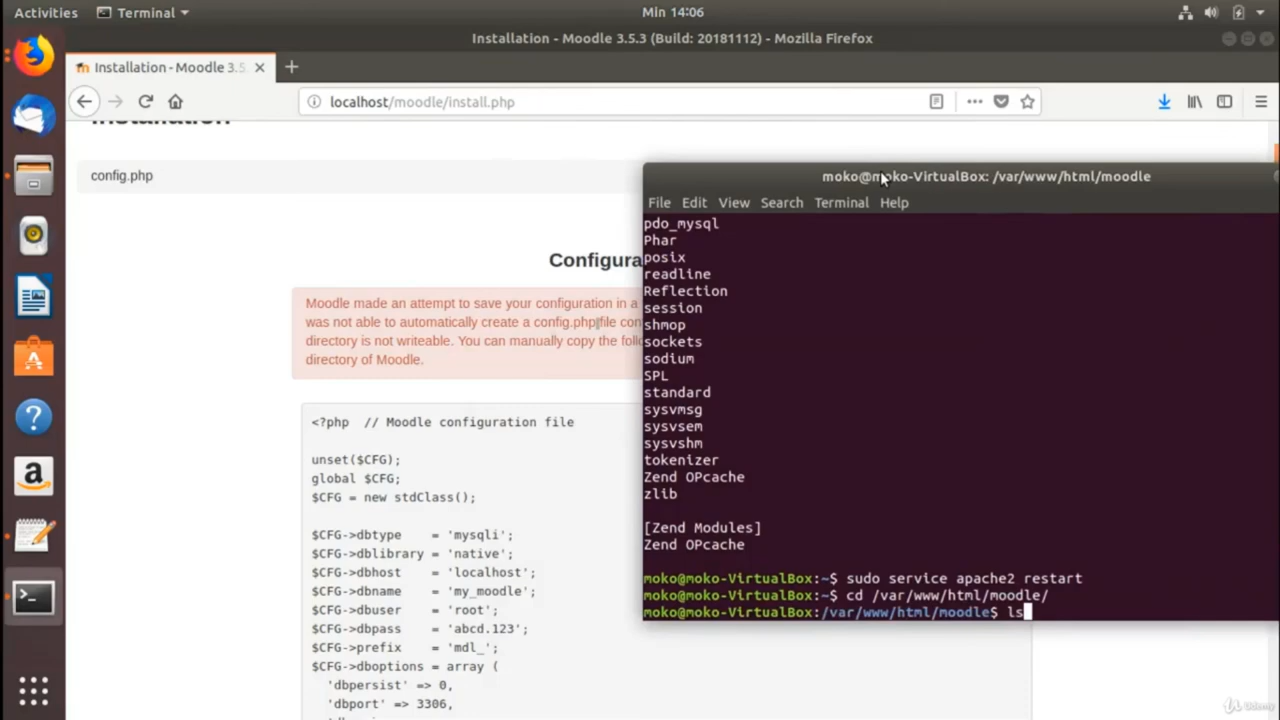 Activities
Terminal
Min 14:06
Installation - Moodle 3.5.3 (Build: 20181112) - Mozilla Firefox
Installation - Moodle 3.5
localhost/moodle/install.php
Installation
config.php
Configura
Moodle made an attempt to save your configuration in a
was not able to automatically create a config.php file con
directory is not writeable. You can manually copy the follo
directory of Moodle.
<?php // Moodle configuration file
unset($CFG);
global $CFG;
$CFG = new stdClass();
$CFG->dbtype = 'mysqli';
$CFG->dblibrary = 'native';
$CFG->dbhost = 'localhost';
$CFG->dbname = 'my_moodle';
$CFG->dbuser = 'root';
$CFG->dbpass = 'abcd.123';
$CFG->prefix = 'mdl_';
$CFG->dboptions = array (
'dbpersist' => 0,
'dbport' => 3306,
moko@moko-VirtualBox: /var/www/html/moodle
File Edit View Search Terminal Help
pdo_mysql
Phar
posix
readline
Reflection
session
shmop
sockets
sodium
SPL
standard
sysvmsg
sysvsem
sysvshm
tokenizer
Zend OPcache
zlib
[Zend Modules]
Zend OPcache
moko@moko-VirtualBox:~$ sudo service apache2 restart
moko@moko-VirtualBox:~$ cd /var/www/html/moodle/
moko@moko-VirtualBox:/var/www/html/moodle$ ls
Udemy